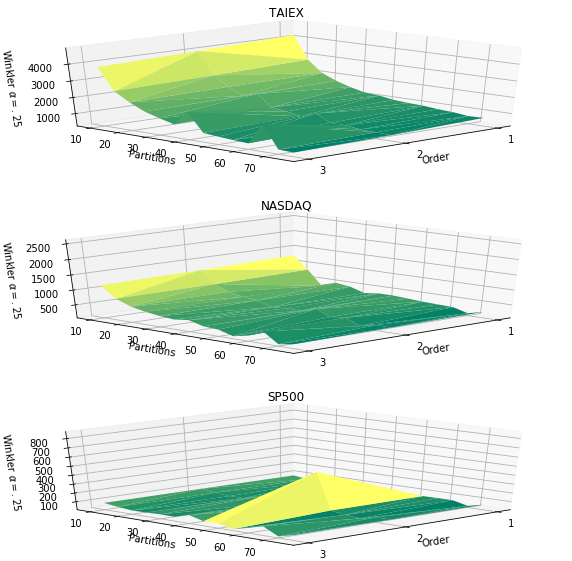 TAIEX
Winkler α = .25
4000
3000
2000
1000
10 20 30 40 50 60 70
Partitions
3 2 1
Order
NASDAQ
Winkler α = .25
2500
2000
1500
1000
500
10 20 30 40 50 60 70
Partitions
3 2 1
Order
SP500
Winkler α = .25
800
700
600
500
400
300
200
100
10 20 30 40 50 60 70
Partitions
3 2 1
Order